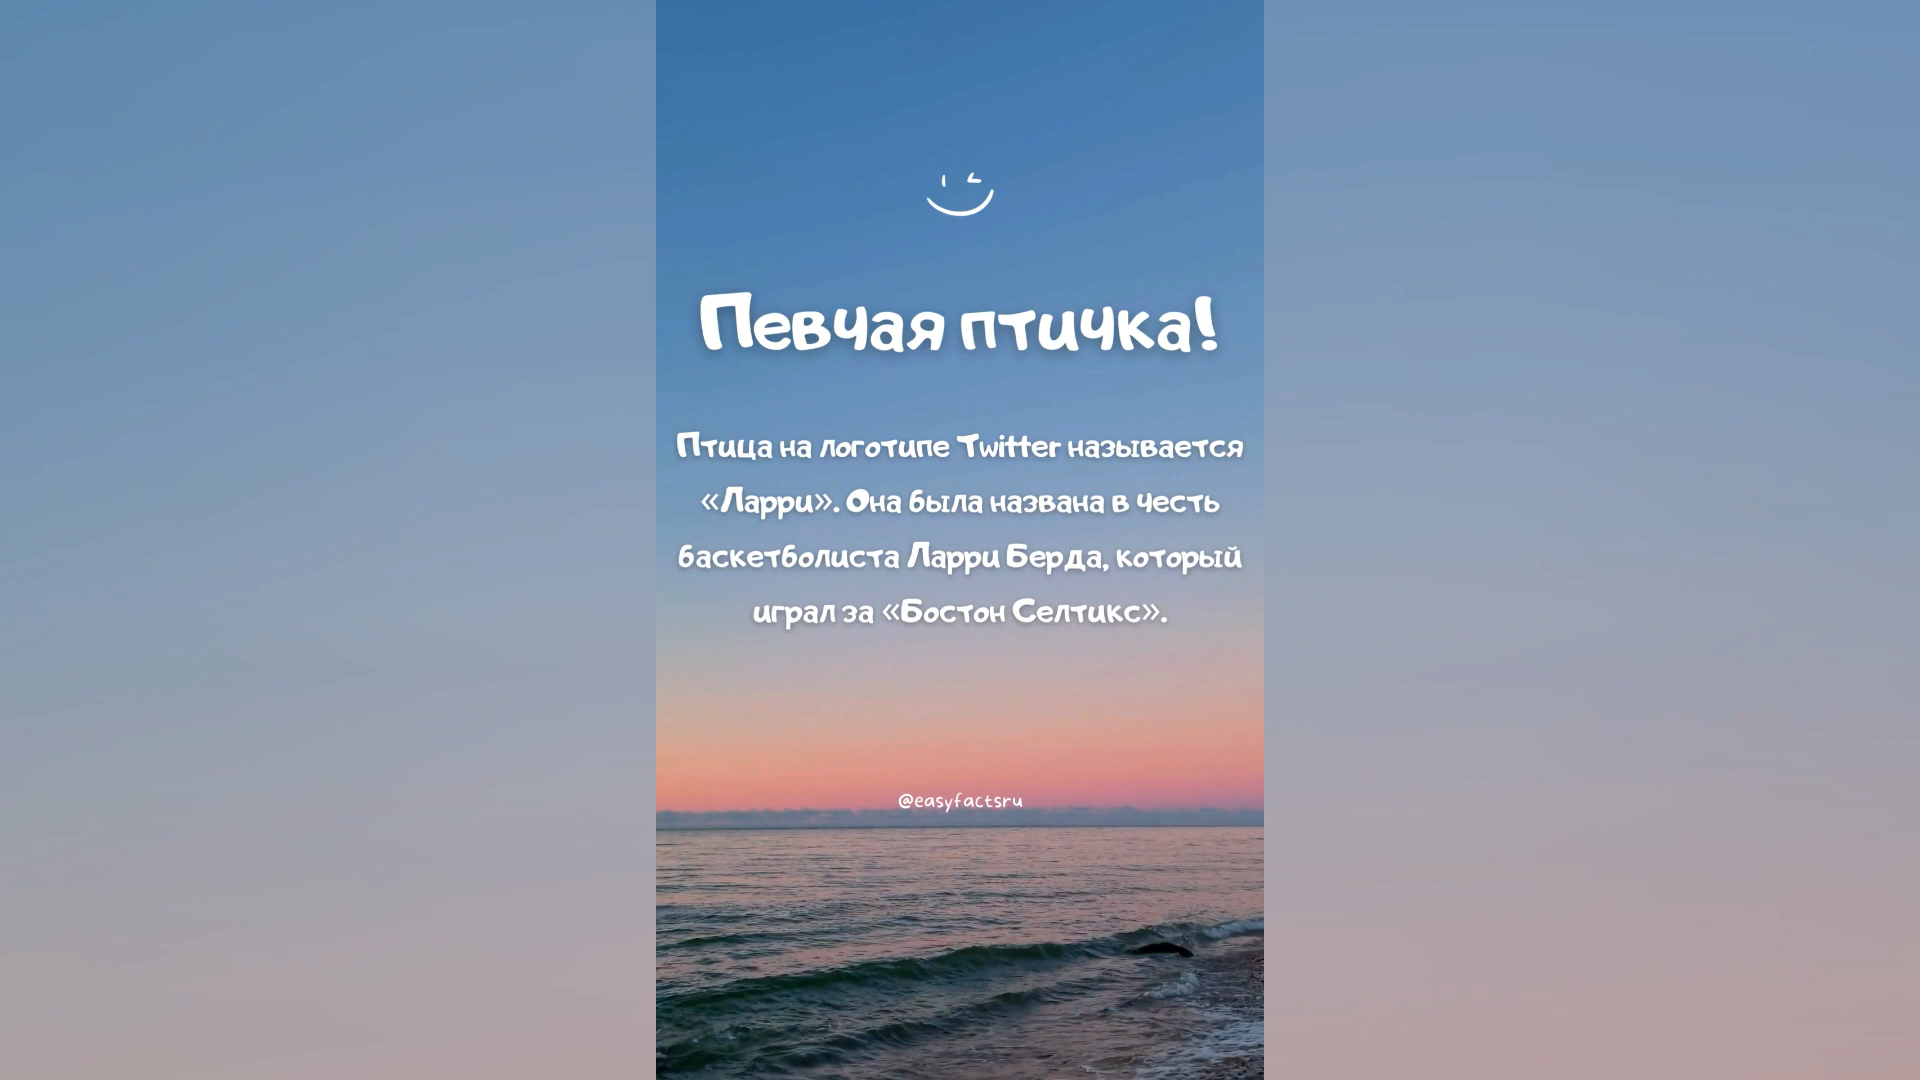 Певчая птичка!
Птица на логотипе Twitter называется
«Ларри». Она была названа в честь
баскетболиста Ларри Берда, который
играл за «Бостон Селтикс».
@easyfactsru